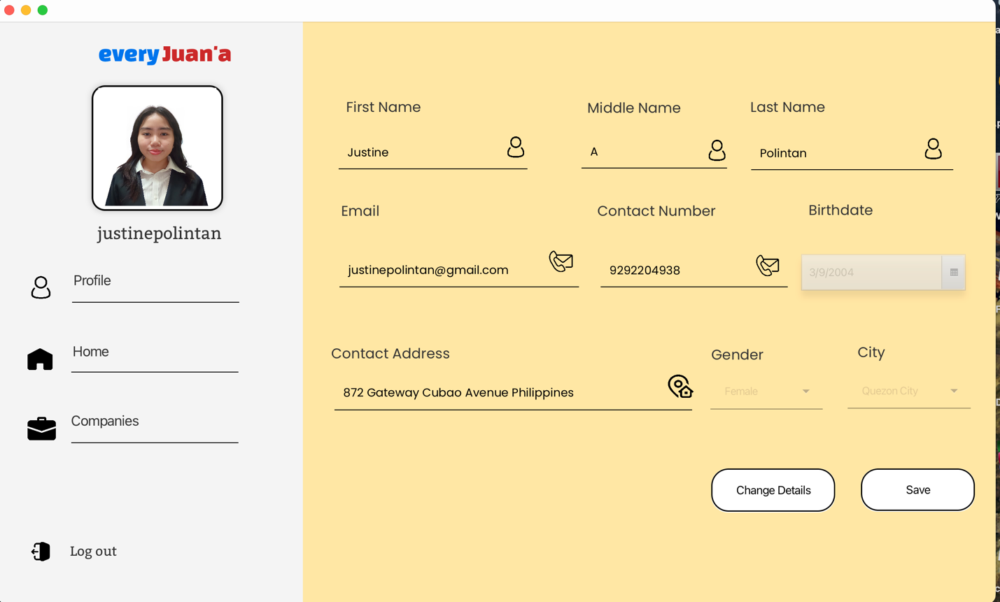 everyJuan'a
justinepolintan
Profile
Home
Companies
Log out
First Name
Middle Name
Last Name
Justine
A
Polintan
Email
Contact Number
Birthdate
justinepolintan@gmail.com
9292204938
3/9/2004
Contact Address
Gender
City
872 Gateway Cubao Avenue Philippines
Female
Quezon City
Change Details
Save